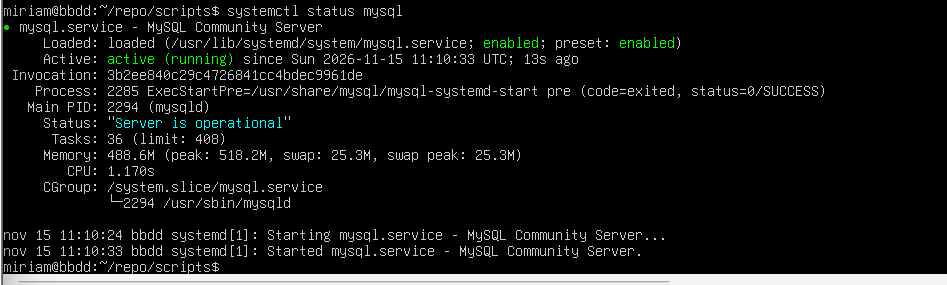 miriam@bbdd:~/repo/scripts$ systemctl status mysql
● mysql.service - MySQL Community Server
Loaded: loaded (/usr/lib/systemd/system/mysql.service; enabled; preset: enabled)
Active: active (running) since Sun 2026-11-15 11:10:33 UTC; 13s ago
Invocation: 3b2ee840c29c4726841cc4bdec9961de
Process: 2285 ExecStartPre=/usr/share/mysql/mysql-systemd-start pre (code=exited, status=0/SUCCESS)
Main PID: 2294 (mysqld)
Status: "Server is operational"
Tasks: 36 (limit: 408)
Memory: 488.6M (peak: 518.2M, swap: 25.3M, swap peak: 25.3M)
CPU: 1.170s
CGroup: /system.slice/mysql.service
└─2294 /usr/sbin/mysqld
nov 15 11:10:24 bbdd systemd[1]: Starting mysql.service - MySQL Community Server...
nov 15 11:10:33 bbdd systemd[1]: Started mysql.service - MySQL Community Server.
miriam@bbdd:~/repo/scripts$